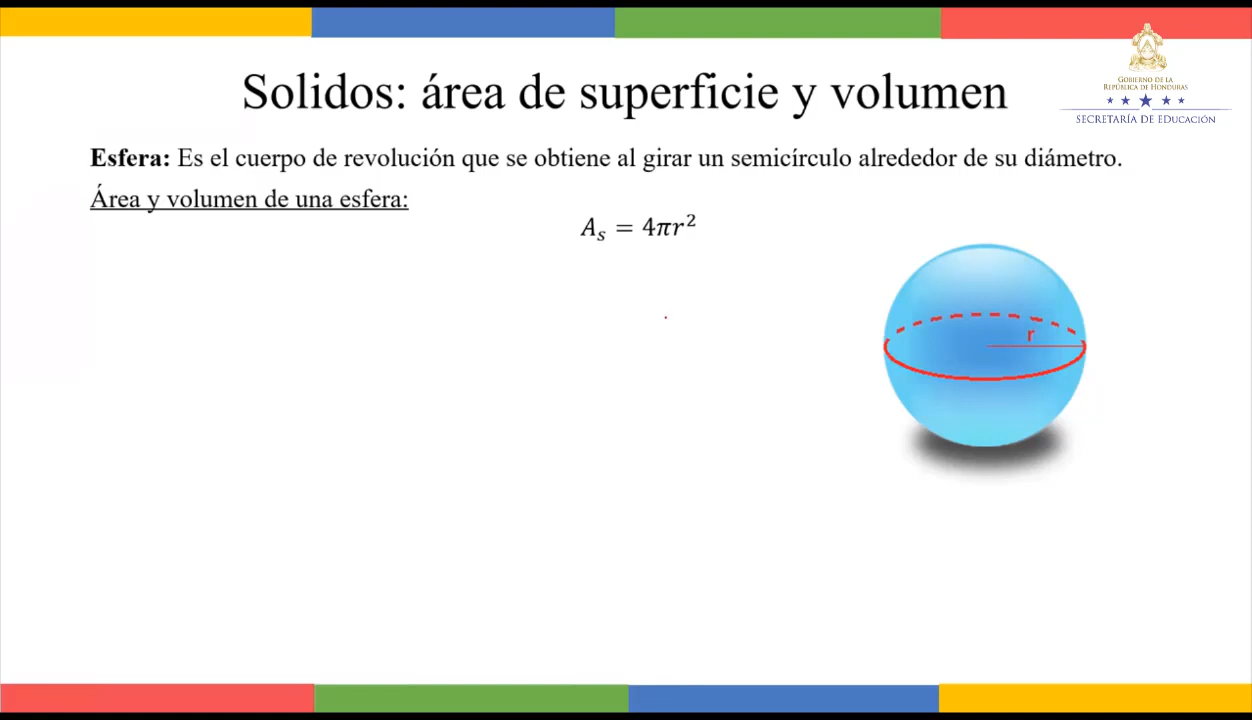 Solidos: área de superficie y volumen
GOBIERNO DE LA
REPÚBLICA DE HONDURAS
SECRETARÍA DE EDUCACIÓN
Esfera: Es el cuerpo de revolución que se obtiene al girar un semicírculo alrededor de su diámetro.
Área y volumen de una esfera:
𝐴ₛ = 4𝜋𝑟²
r